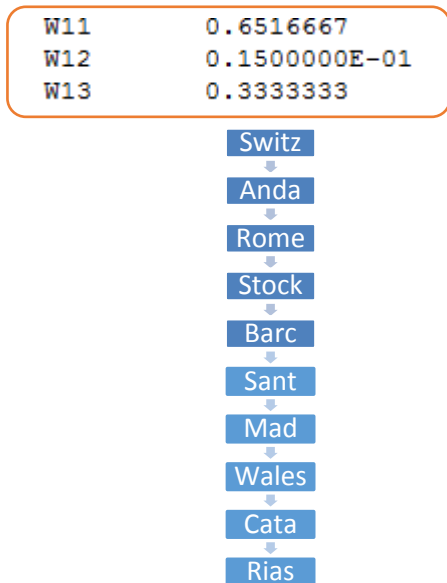 W11 0.6516667
W12 0.1500000E-01
W13 0.3333333
Switz
Anda
Rome
Stock
Barc
Sant
Mad
Wales
Cata
Rias